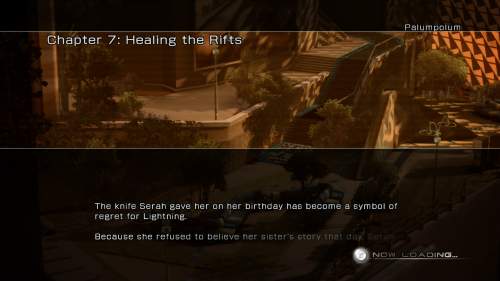 Palumpolum
Chapter 7: Healing the Rifts
The knife Serah gave her on her birthday has become a symbol of
regret for Lightning.
Because she refused to believe her sister's story that day, Serah
NOW LOADING...